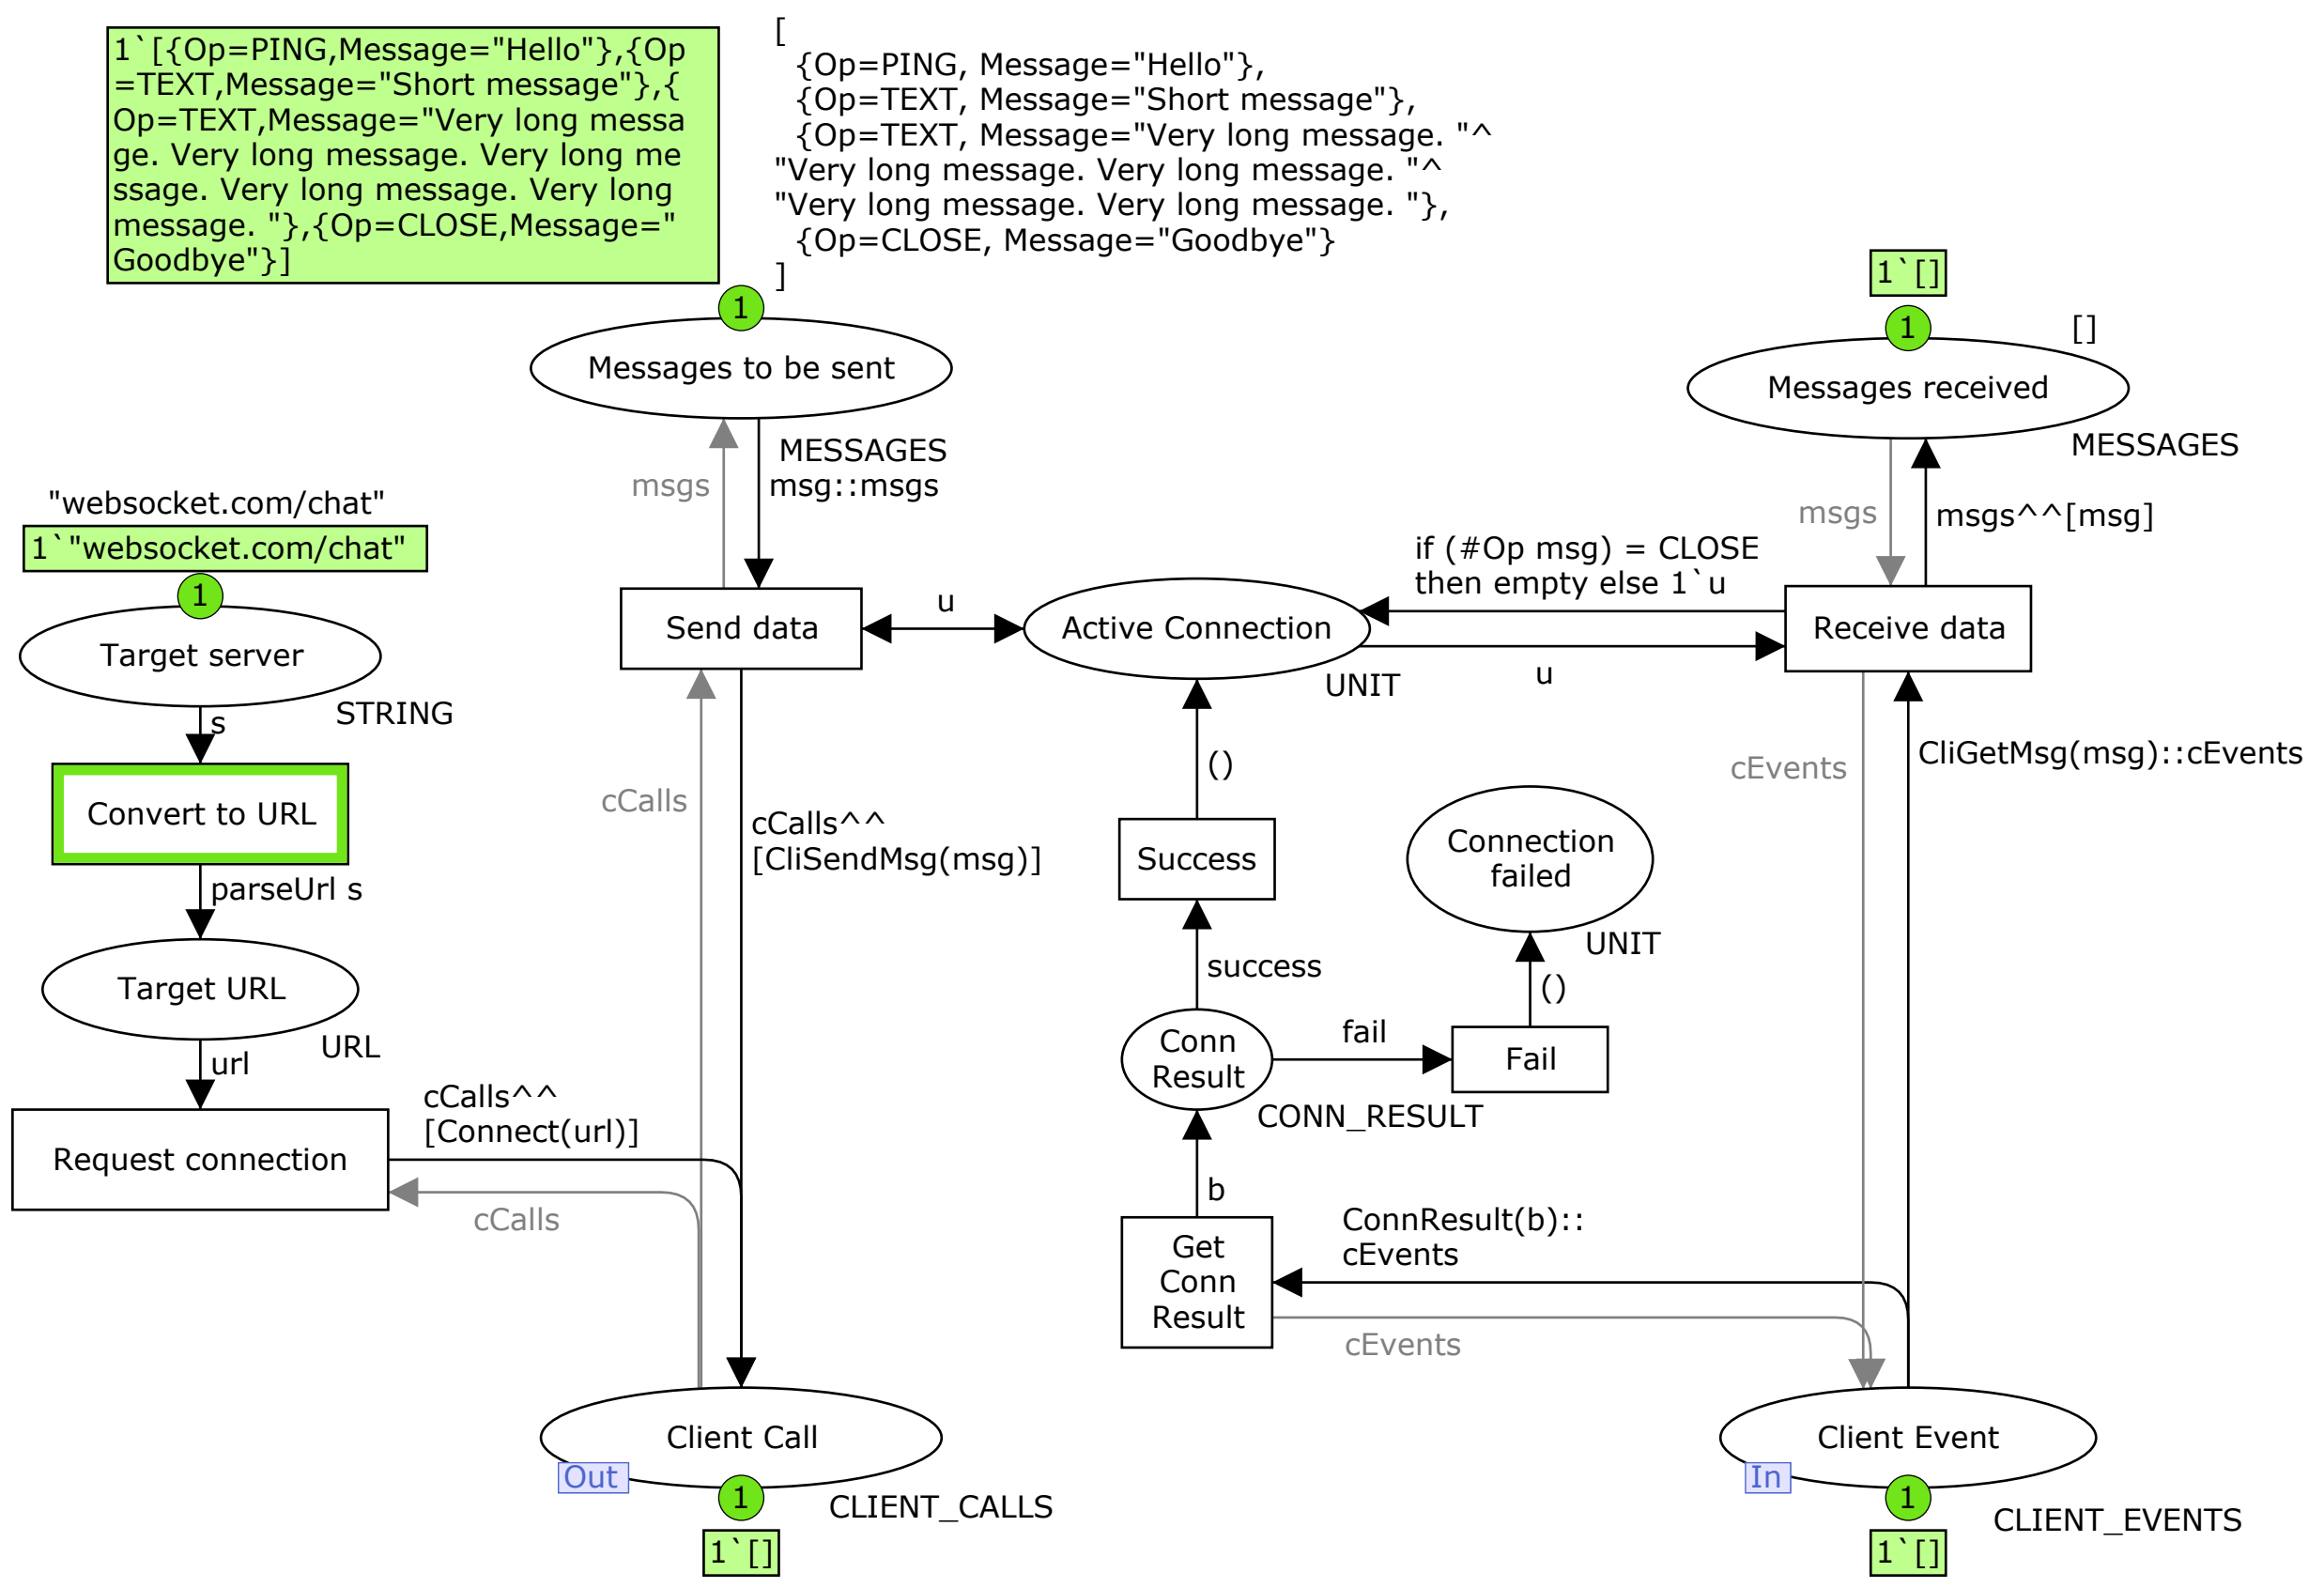 1`[{Op=PING,Message="Hello"},{Op
=TEXT,Message="Short message"},{
Op=TEXT,Message="Very long messa
ge. Very long message. Very long me
ssage. Very long message. Very long
message. "},{Op=CLOSE,Message="
Goodbye"}]
[
{Op=PING, Message="Hello"},
{Op=TEXT, Message="Short message"},
{Op=TEXT, Message="Very long message. "^
"Very long message. Very long message. "^
"Very long message. Very long message. "},
{Op=CLOSE, Message="Goodbye"}
]
1
Messages to be sent
MESSAGES
msgs
msg::msgs
1`[]
1
[]
Messages received
MESSAGES
msgs
msgs^^[msg]
"websocket.com/chat"
1`"websocket.com/chat"
1
Target server
STRING
s
Convert to URL
parseUrl s
Target URL
URL
url
Request connection
cCalls^^
[Connect(url)]
cCalls
Send data
u
Active Connection
UNIT
if (#Op msg) = CLOSE
then empty else 1`u
u
Receive data
cCalls
cCalls^^
[CliSendMsg(msg)]
()
Success
success
Connection
failed
UNIT
()
Conn
Result
CONN_RESULT
fail
Fail
b
Get
Conn
Result
ConnResult(b)::
cEvents
cEvents
cEvents
CliGetMsg(msg)::cEvents
Client Call
Out
1
CLIENT_CALLS
1`[]
Client Event
In
1
CLIENT_EVENTS
1`[]